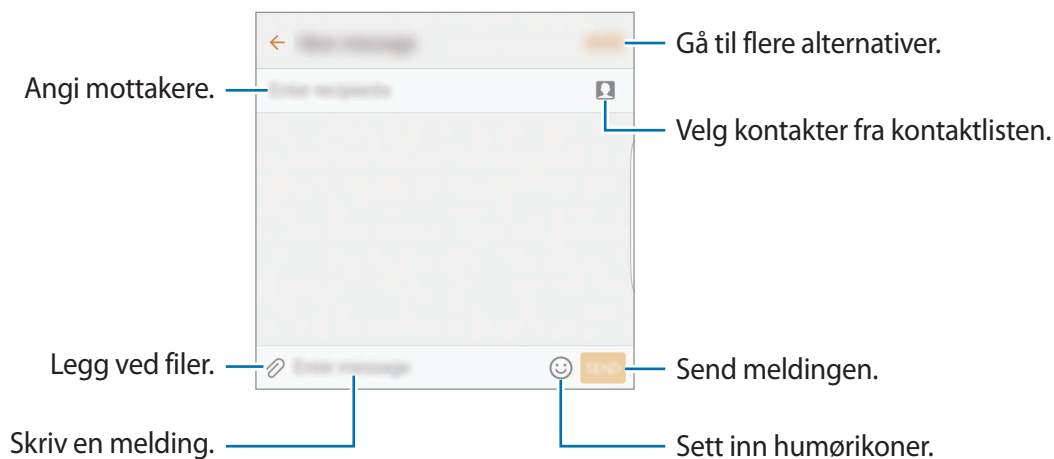 Gå til flere alternativer.
Angi mottakere.
Velg kontakter fra kontaktlisten.
Legg ved filer.
SEND
Send meldingen.
Skriv en melding.
Sett inn humørikoner.